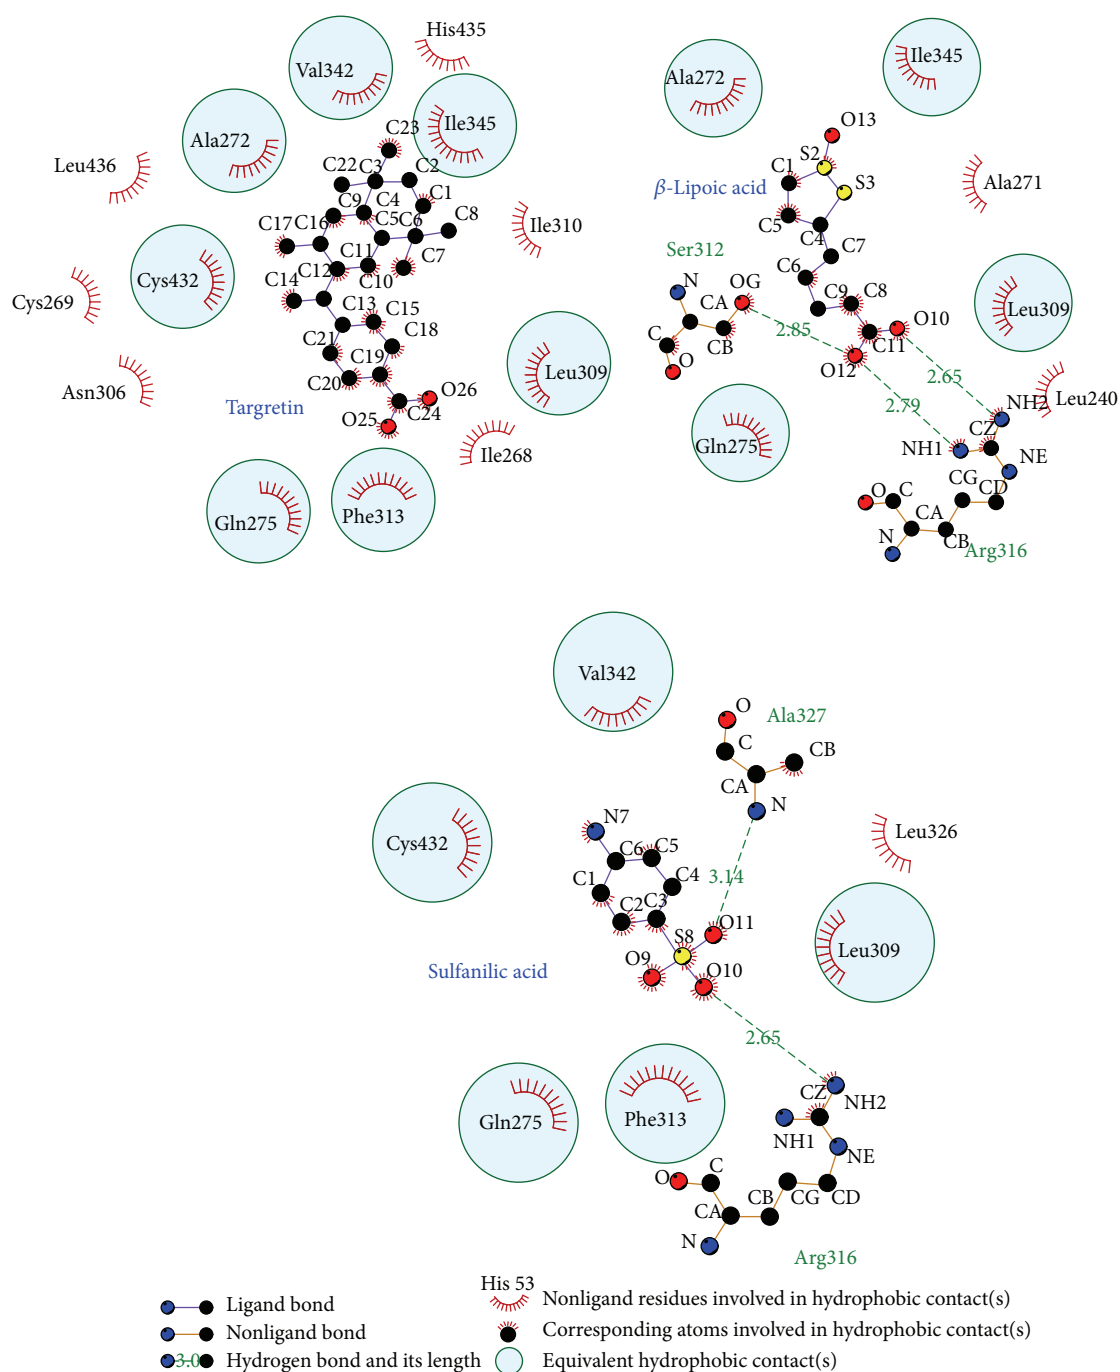 His435
Val342
Ile345
C23
Ala272
Leu436
C22
C3
C2
C4
C1
C9
C17
C16
C5
C6
C8
Ile310
C7
C11
C12
C10
C14
Cys432
Cys269
C13
C15
C21
C18
C19
C20
Asn306
Leu309
O26
O25
C24
Targretin
Ile268
Gln275
Phe313
Ile345
Ala272
O13
S2
C1
S3
β-Lipoic acid
Ala271
C5
C4
C7
Ser312
N
OG
C6
C9
C8
CA
C
O
CB
2.85
O10
C11
O12
Leu309
2.65
2.79
Leu240
NH2
CZ
NH1
NE
Gln275
CG
CD
O
C
CA
N
CB
Arg316
Val342
O
Ala327
C
CB
CA
N
Cys432
N7
C6
C5
C4
C1
C2
C3
3.14
Leu326
O11
S8
O9
O10
Leu309
Sulfanilic acid
2.65
Gln275
Phe313
CZ
NH2
NH1
NE
O
C
CB
CG
CD
CA
N
Arg316
His 53
Ligand bond
Nonligand bond
3.0
Hydrogen bond and its length
Nonligand residues involved in hydrophobic contact(s)
Corresponding atoms involved in hydrophobic contact(s)
Equivalent hydrophobic contact(s)